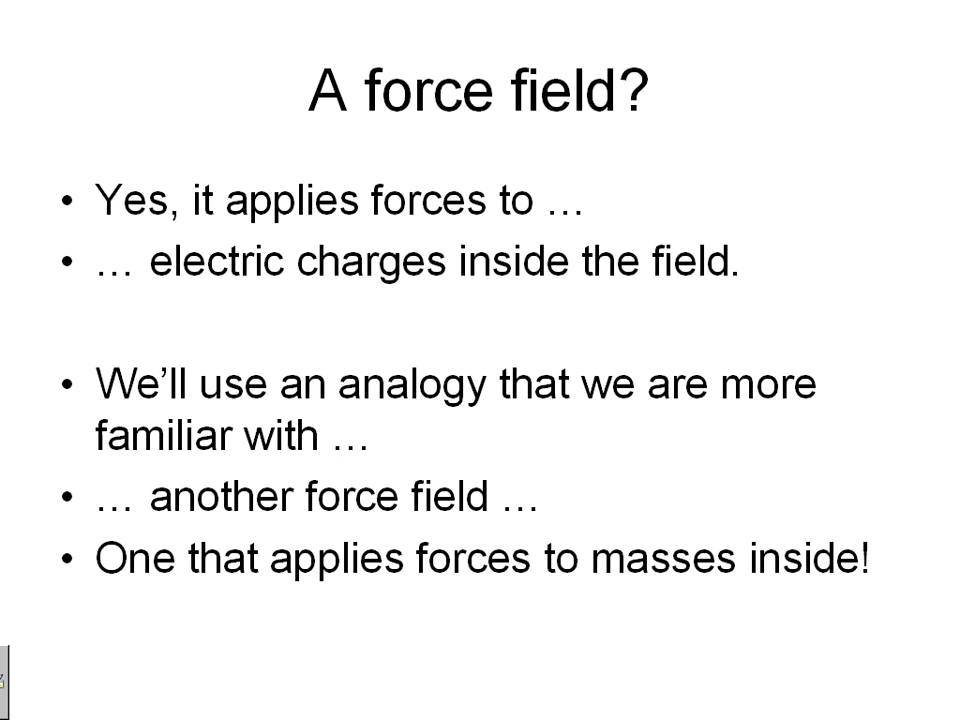 A force field?
• Yes, it applies forces to …
• … electric charges inside the field.
• We’ll use an analogy that we are more
familiar with …
• … another force field …
• One that applies forces to masses inside!